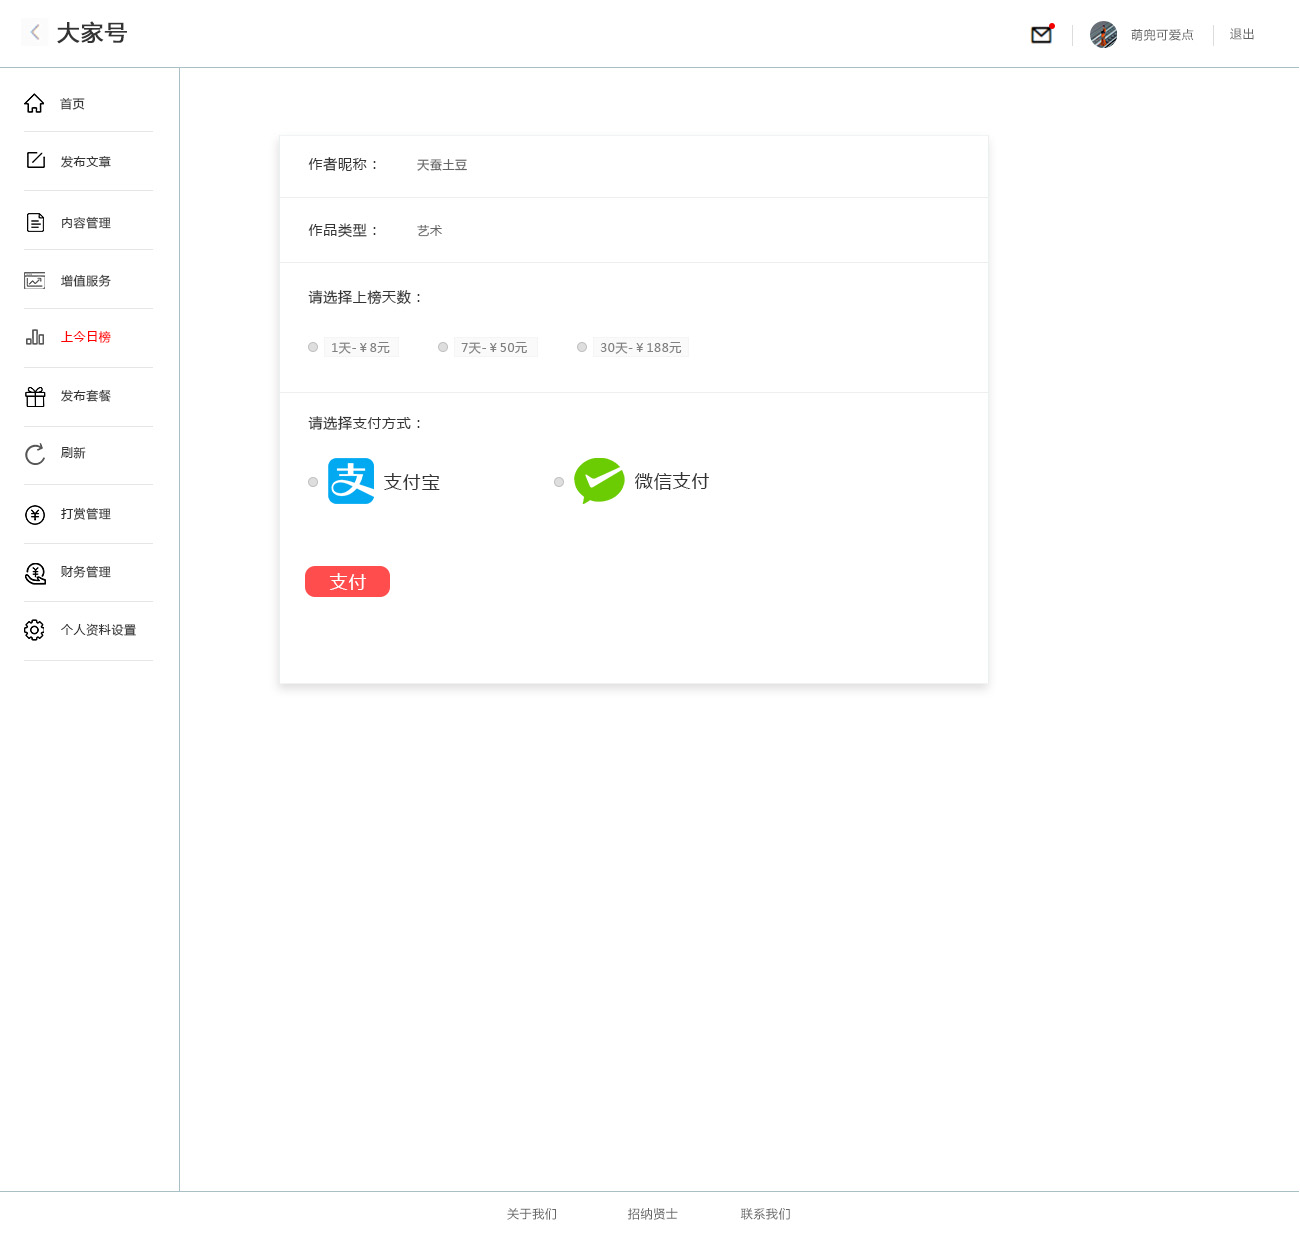 大家号
萌兜可爱点
退出
首页
发布文章
内容管理
增值服务
上今日榜
发布套餐
刷新
打赏管理
财务管理
个人资料设置
作者昵称： 天蚕土豆
作品类型： 艺术
请选择上榜天数：
1天-¥8元 7天-¥50元 30天-¥188元
请选择支付方式：
支 支付宝 微信支付
支付
关于我们 招纳贤士 联系我们